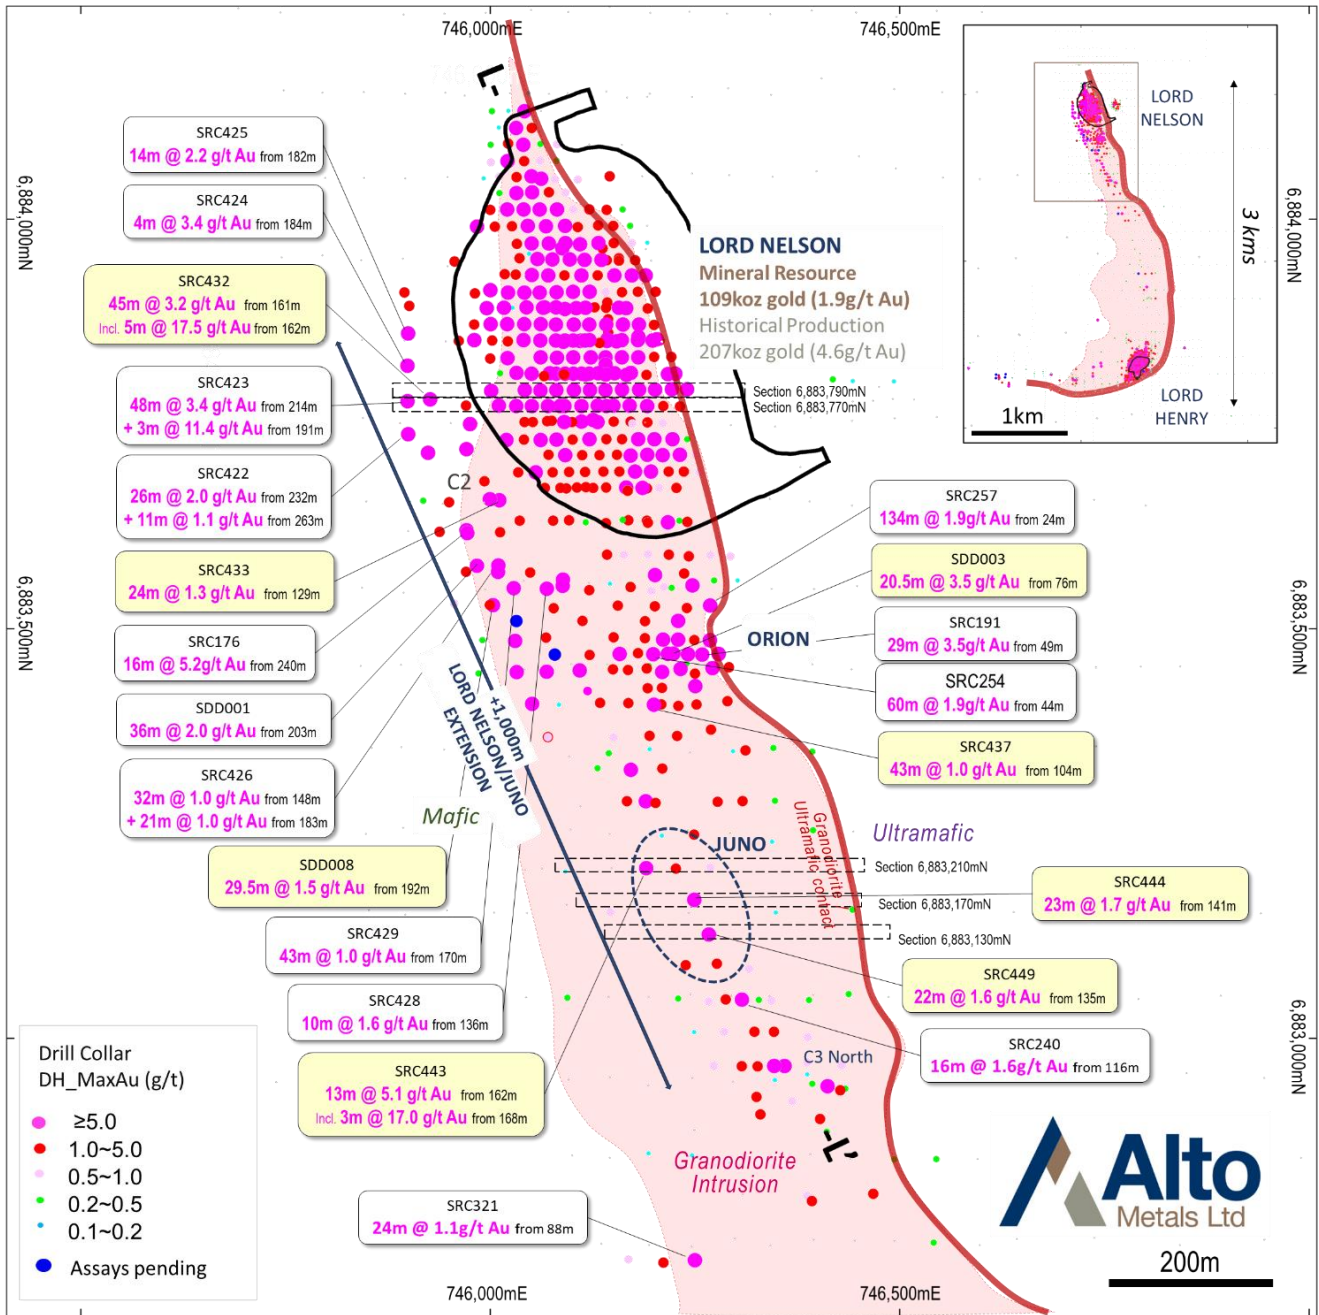 746,000mE
746,500mE
L-
6,884,000mN
6,884,000mN
SRC425
14m @ 2.2 g/t Au from 182m
SRC424
4m @ 3.4 g/t Au from 184m
SRC432
45m @ 3.2 g/t Au from 161m
Incl. 5m @ 17.5 g/t Au from 162m
SRC423
48m @ 3.4 g/t Au from 214m
+ 3m @ 11.4 g/t Au from 191m
SRC422
26m @ 2.0 g/t Au from 232m
+ 11m @ 1.1 g/t Au from 263m
SRC433
24m @ 1.3 g/t Au from 129m
SRC176
16m @ 5.2g/t Au from 240m
SDD001
36m @ 2.0 g/t Au from 203m
SRC426
32m @ 1.0 g/t Au from 148m
+ 21m @ 1.0 g/t Au from 183m
SDD008
29.5m @ 1.5 g/t Au from 192m
SRC429
43m @ 1.0 g/t Au from 170m
SRC428
10m @ 1.6 g/t Au from 136m
SRC443
13m @ 5.1 g/t Au from 162m
Incl. 3m @ 17.0 g/t Au from 168m
SRC321
24m @ 1.1g/t Au from 88m
LORD NELSON
Mineral Resource
109koz gold (1.9g/t Au)
Historical Production
207koz gold (4.6g/t Au)
Section 6,883,790mN
Section 6,883,770mN
LORD
NELSON
3 kms
1km
LORD
HENRY
C2
SRC257
134m @ 1.9g/t Au from 24m
SDD003
20.5m @ 3.5 g/t Au from 76m
SRC191
29m @ 3.5g/t Au from 49m
SRC254
60m @ 1.9g/t Au from 44m
SRC437
43m @ 1.0 g/t Au from 104m
6,883,500mN
6,883,500mN
ORION
+1,000m
LORD NELSON/JUNO
EXTENSION
Mafic
Ultramafic
Granodiorite
Ultramafic contact
JUNO
Section 6,883,210mN
Section 6,883,170mN
Section 6,883,130mN
SRC444
23m @ 1.7 g/t Au from 141m
SRC449
22m @ 1.6 g/t Au from 135m
SRC240
16m @ 1.6g/t Au from 116m
6,883,000mN
C3 North
-L'
Granodiorite
Intrusion
Drill Collar
DH_MaxAu (g/t)
≥5.0
1.0~5.0
0.5~1.0
0.2~0.5
0.1~0.2
Assays pending
Alto
Metals Ltd
200m
746,000mE
746,500mE